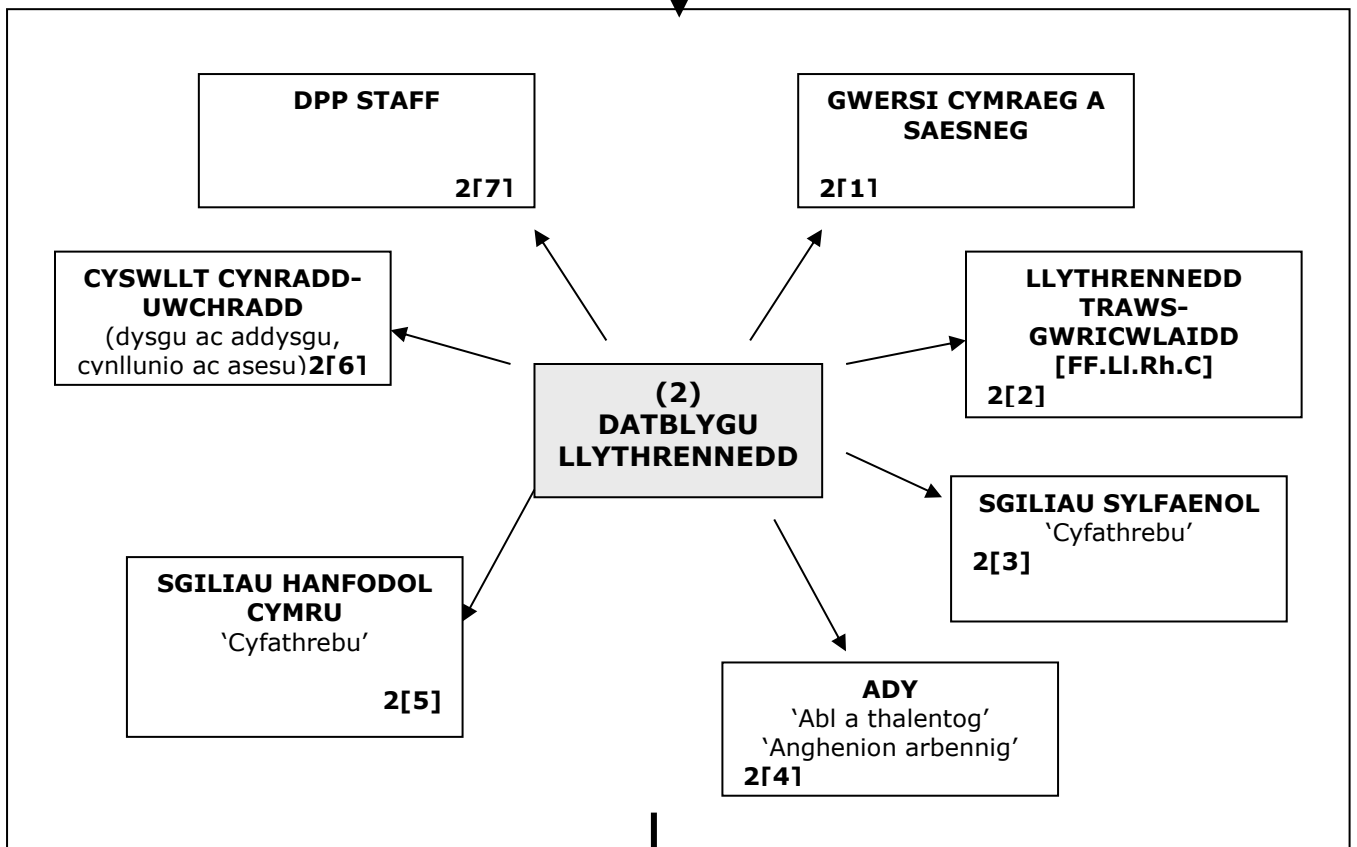 DPP STAFF
2[7]
GWERSI CYMRAEG A
SAESNEG
2[1]
CYSWLLT CYNRADD-
UWCHRADD
(dysgu ac addysgu,
cynllunio ac asesu)2[6]
LLYTHRENNEDD
TRAWS-
GWRICWLAIDD
[FF.Ll.Rh.C]
2[2]
(2)
DATBLYGU
LLYTHRENNEDD
SGILIAU SYLFAENOL
‘Cyfathrebu’
2[3]
SGILIAU HANFODOL
CYMRU
‘Cyfathrebu’
2[5]
ADY
‘Abl a thalentog’
‘Anghenion arbennig’
2[4]